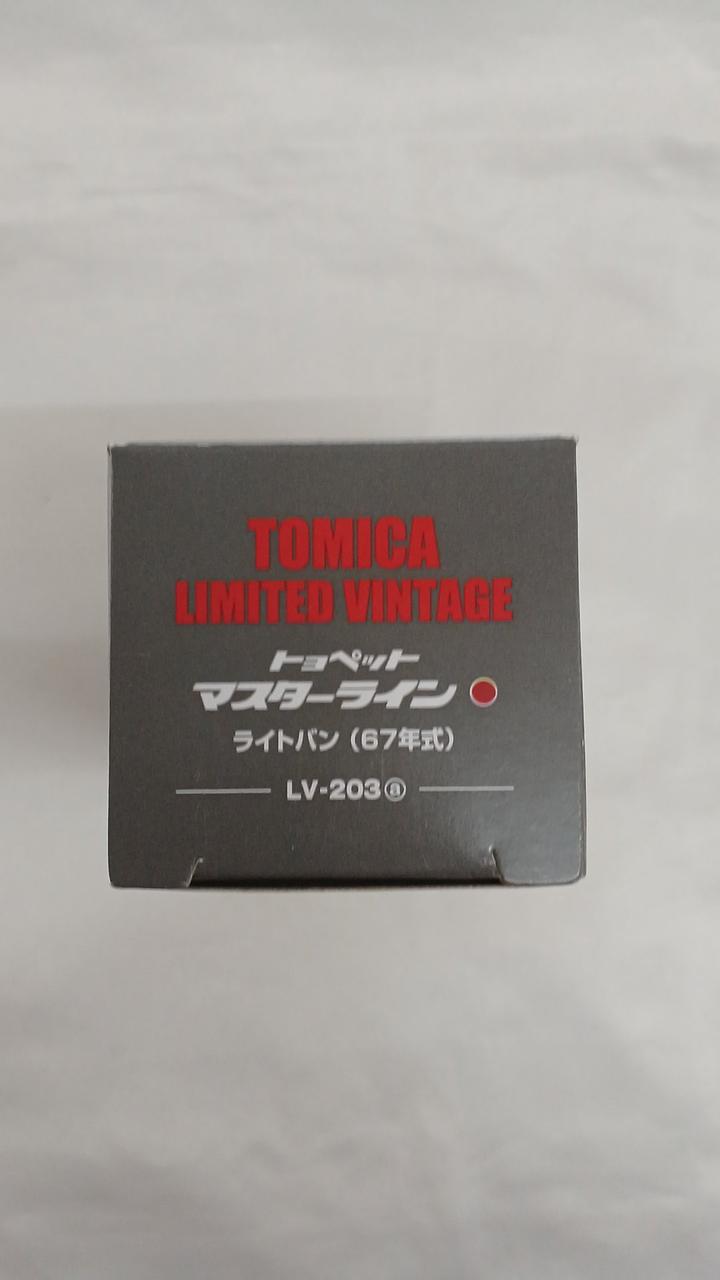 TOMICA
LIMITED VINTAGE
トヨペット
マスターライン
ライトバン（67年式）
LV-203ⓐ